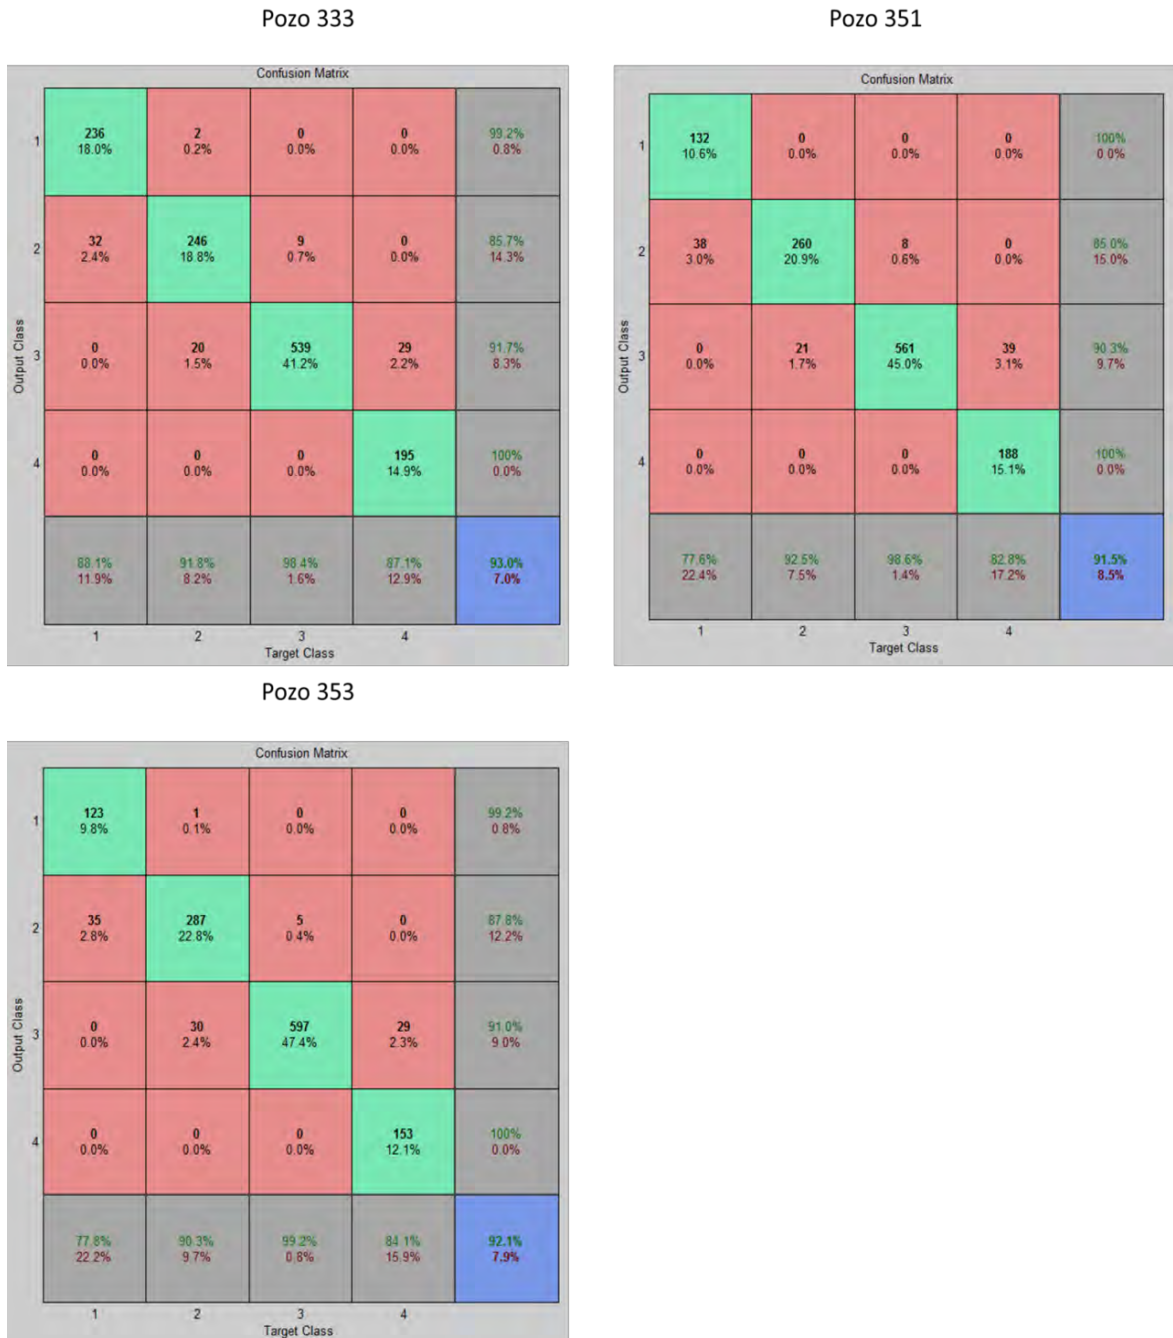 Pozo 333
Confusion Matrix
1 236 2 0 0 99.2%
18.0% 0.2% 0.0% 0.0% 0.8%
2 32 246 9 0 85.7%
2.4% 18.8% 0.7% 0.0% 14.3%
Output Class
3 0 20 539 29 91.7%
0.0% 1.5% 41.2% 2.2% 8.3%
4 0 0 0 195 100%
0.0% 0.0% 0.0% 14.9% 0.0%
88.1% 91.8% 98.4% 87.1% 93.0%
11.9% 8.2% 1.6% 12.9% 7.0%
1 2 3 4
Target Class
Pozo 351
Confusion Matrix
1 132 0 0 0 100%
10.6% 0.0% 0.0% 0.0% 0.0%
2 38 260 8 0 85.0%
3.0% 20.9% 0.6% 0.0% 15.0%
Output Class
3 0 21 561 39 90.3%
0.0% 1.7% 45.0% 3.1% 9.7%
4 0 0 0 188 100%
0.0% 0.0% 0.0% 15.1% 0.0%
77.6% 92.5% 98.6% 82.8% 91.5%
22.4% 7.5% 1.4% 17.2% 8.5%
1 2 3 4
Target Class
Pozo 353
Confusion Matrix
1 123 1 0 0 99.2%
9.8% 0.1% 0.0% 0.0% 0.8%
2 35 287 5 0 87.8%
2.8% 22.8% 0.4% 0.0% 12.2%
Output Class
3 0 30 597 29 91.0%
0.0% 2.4% 47.4% 2.3% 9.0%
4 0 0 0 153 100%
0.0% 0.0% 0.0% 12.1% 0.0%
77.8% 90.3% 99.2% 84.1% 92.1%
22.2% 9.7% 0.8% 15.9% 7.9%
1 2 3 4
Target Class